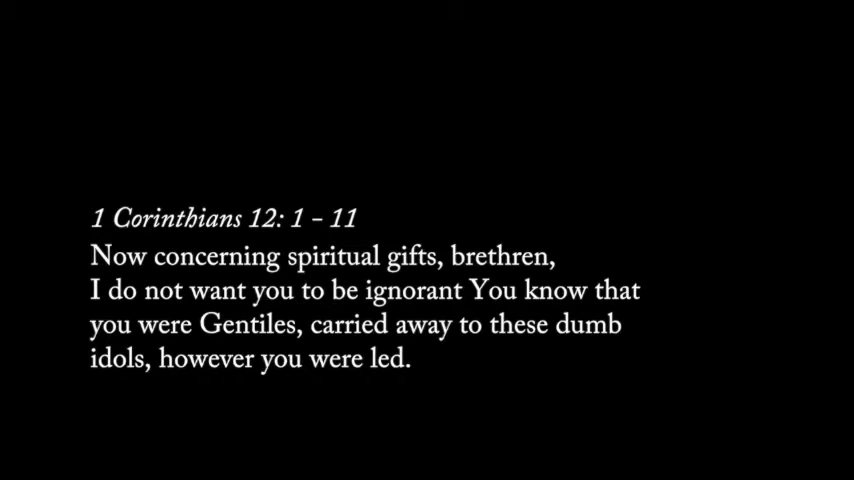 1 Corinthians 12: 1 - 11
Now concerning spiritual gifts, brethren,
I do not want you to be ignorant You know that
you were Gentiles, carried away to these dumb
idols, however you were led.